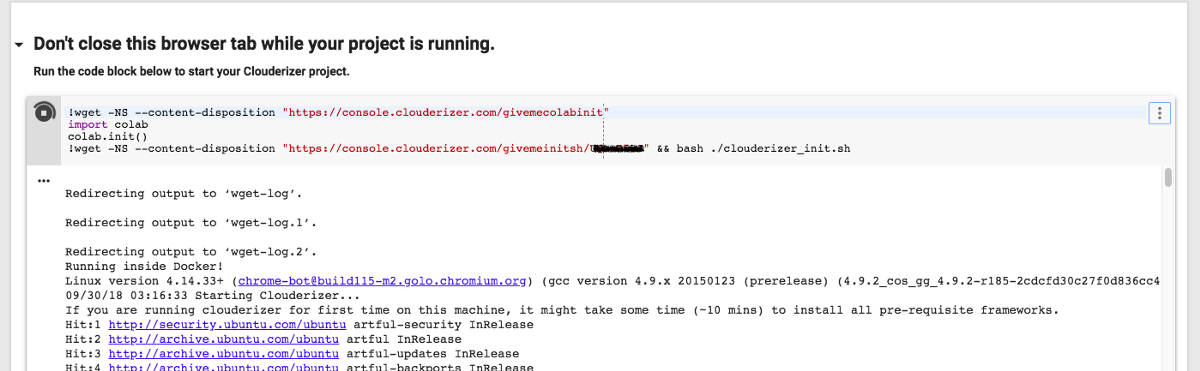 Don't close this browser tab while your project is running.
Run the code block below to start your Clouderizer project.
!wget -NS --content-disposition "https://console.clouderizer.com/givemecolabinit"
import colab
colab.init()
!wget -NS --content-disposition "https://console.clouderizer.com/givemeinitsh/ " && bash ./clouderizer_init.sh
Redirecting output to ‘wget-log’.
Redirecting output to ‘wget-log.1’.
Redirecting output to ‘wget-log.2’.
Running inside Docker!
Linux version 4.14.33+ (chrome-bot@build115-m2.golo.chromium.org) (gcc version 4.9.x 20150123 (prerelease) (4.9.2_cos_gg_4.9.2-r185-2cdcfd30c27f0d836cc4
09/30/18 03:16:33 Starting Clouderizer...
If you are running clouderizer for first time on this machine, it might take some time (~10 mins) to install all pre-requisite frameworks.
Hit:1 http://security.ubuntu.com/ubuntu artful-security InRelease
Hit:2 http://archive.ubuntu.com/ubuntu artful InRelease
Hit:3 http://archive.ubuntu.com/ubuntu artful-updates InRelease
Hit:4 http://archive.ubuntu.com/ubuntu artful-backports InRelease